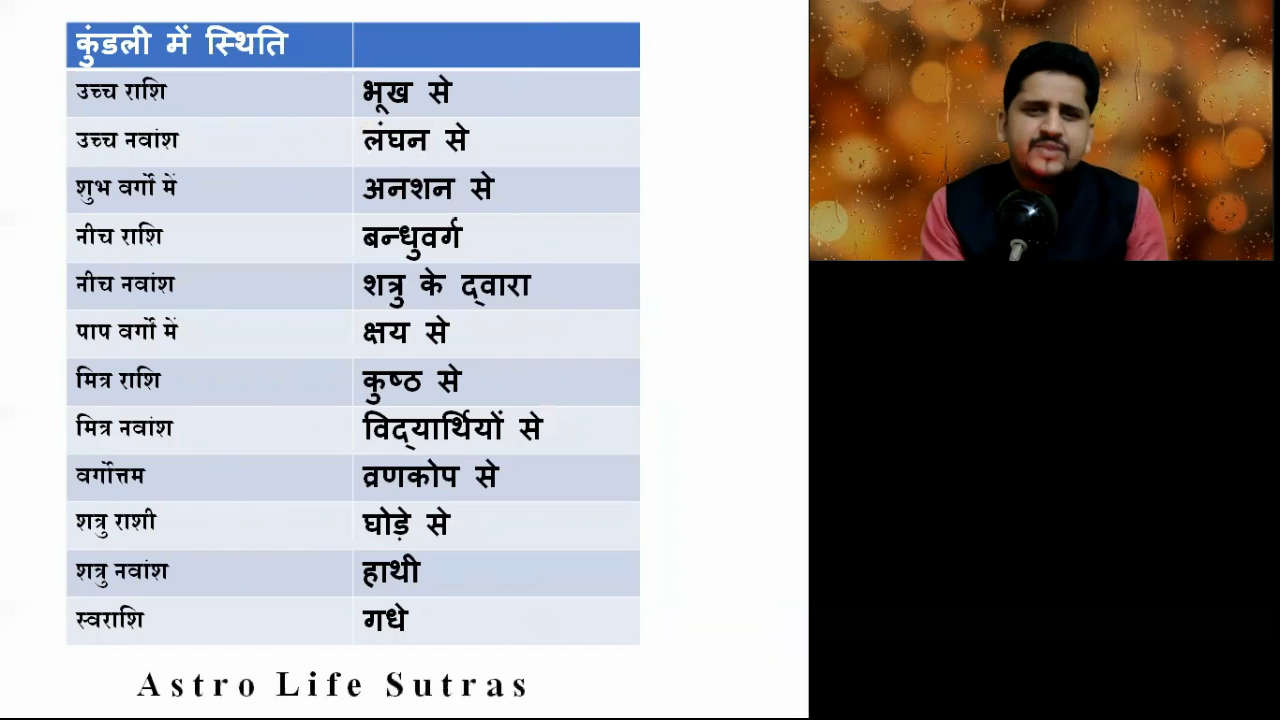 कुंडली में स्थिति
उच्च राशि भूख से
उच्च नवांश लंघन से
शुभ वर्गों में अनशन से
नीच राशि बन्धुवर्ग
नीच नवांश शत्रु के द्वारा
पाप वर्गों में क्षय से
मित्र राशि कुष्ठ से
मित्र नवांश विद्यार्थियों से
वर्गोत्तम व्रणकोप से
शत्रु राशी घोड़े से
शत्रु नवांश हाथी
स्वराशि गधे
Astro Life Sutras